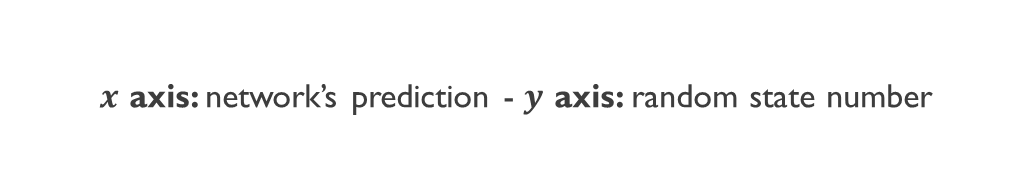 x axis: network’s prediction - y axis: random state number